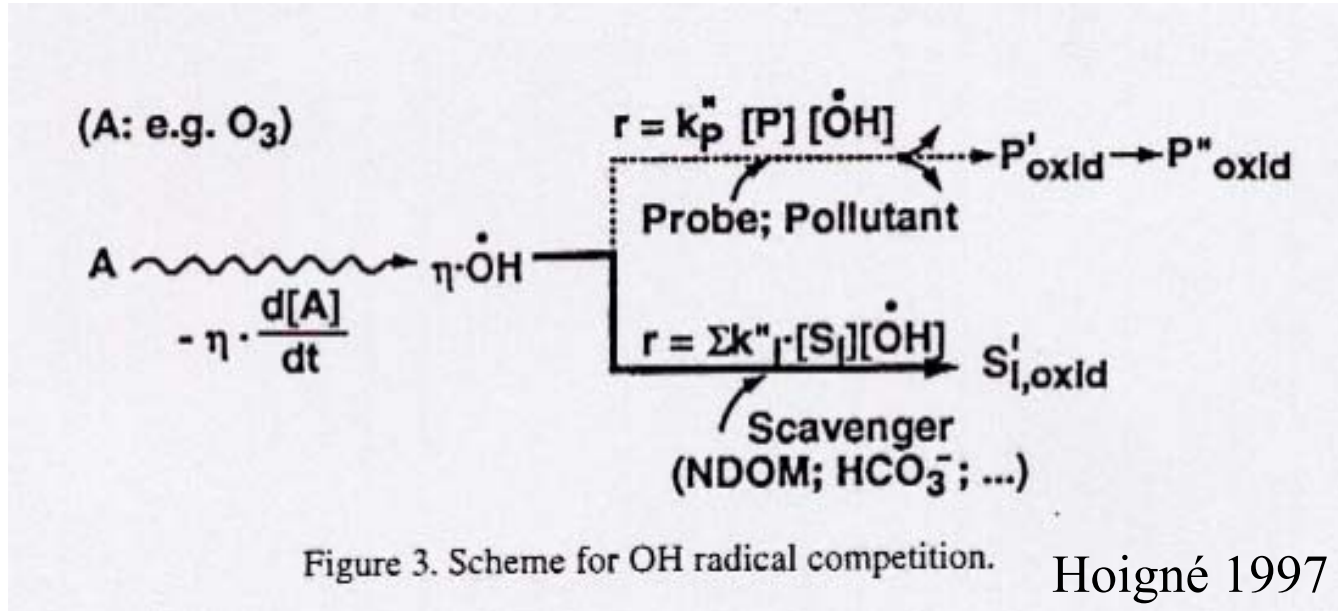 (A: e.g. O₃)
r = k"P [P] [ȮH]
P'oxid → P"oxid
Probe; Pollutant
A
η·ȮH
- η · d[A]/dt
r = Σk"i·[Si][ȮH]
S'i,oxid
Scavenger
(NDOM; HCO₃⁻; ...)
Figure 3. Scheme for OH radical competition.
Hoigné 1997